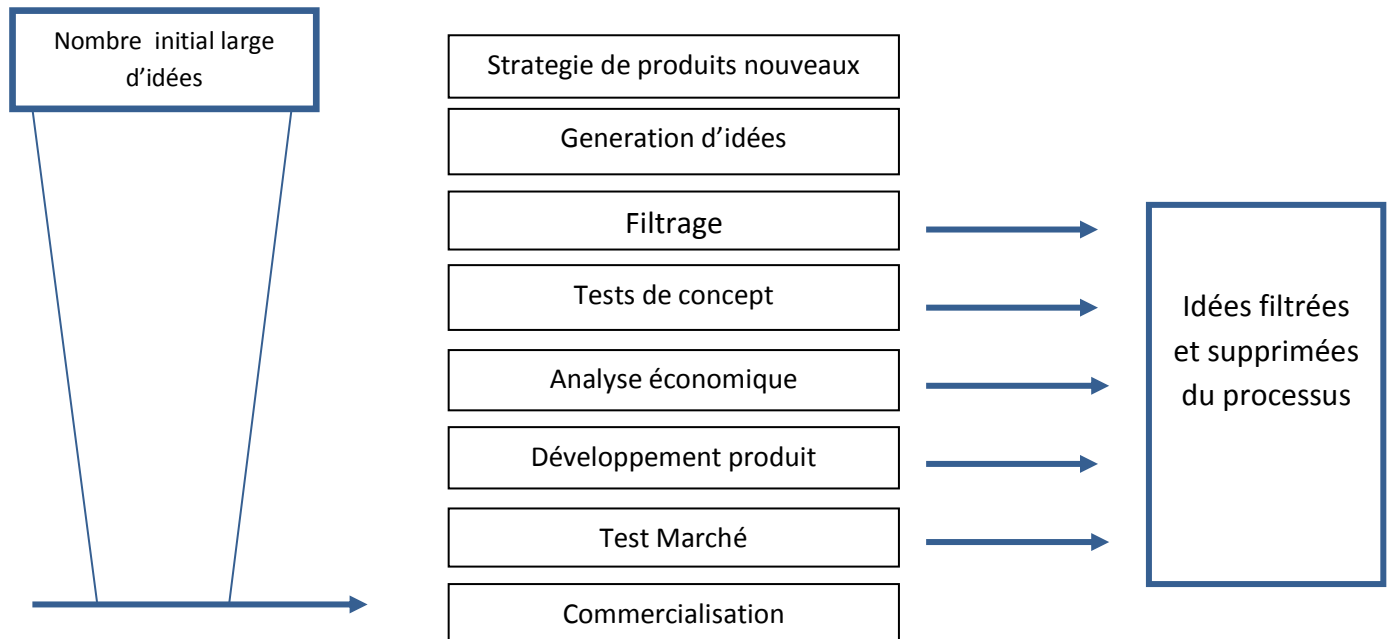 Nombre initial large
d’idées
Strategie de produits nouveaux
Generation d’idées
Filtrage
Tests de concept
Analyse économique
Développement produit
Test Marché
Commercialisation
Idées filtrées
et supprimées
du processus